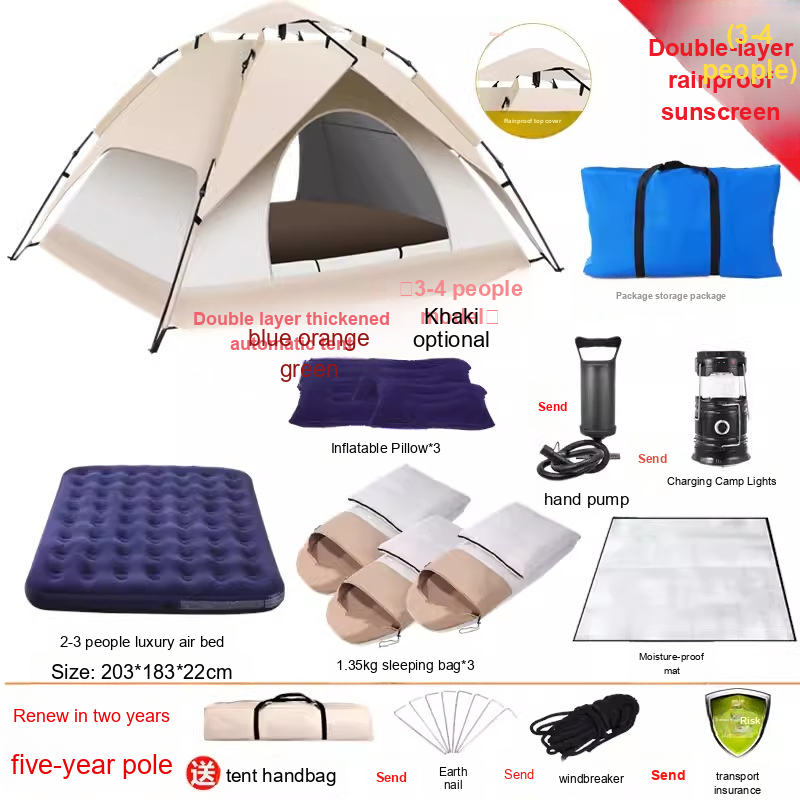 (3-4
people)
Double-layer
rainproof
sunscreen
Rainproof top cover
Package storage package
3-4 people
model
Double layer thickened
automatic tent
blue orange
green
Khaki
optional
Inflatable Pillow*3
Send
hand pump
Send
Charging Camp Lights
2-3 people luxury air bed
Size: 203*183*22cm
1.35kg sleeping bag*3
Moisture-proof
mat
Renew in two years
five-year pole
送
tent handbag
Send
Earth
nail
Send
windbreaker
Send
Risk
transport
insurance